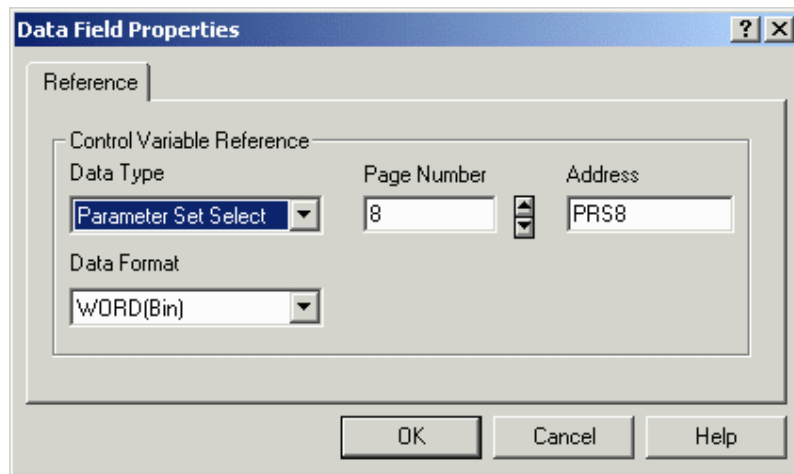 Data Field Properties
?
Reference
Control Variable Reference
Data Type Page Number Address
Parameter Set Select 8 PRS8
Data Format
WORD(Bin)
OK Cancel Help